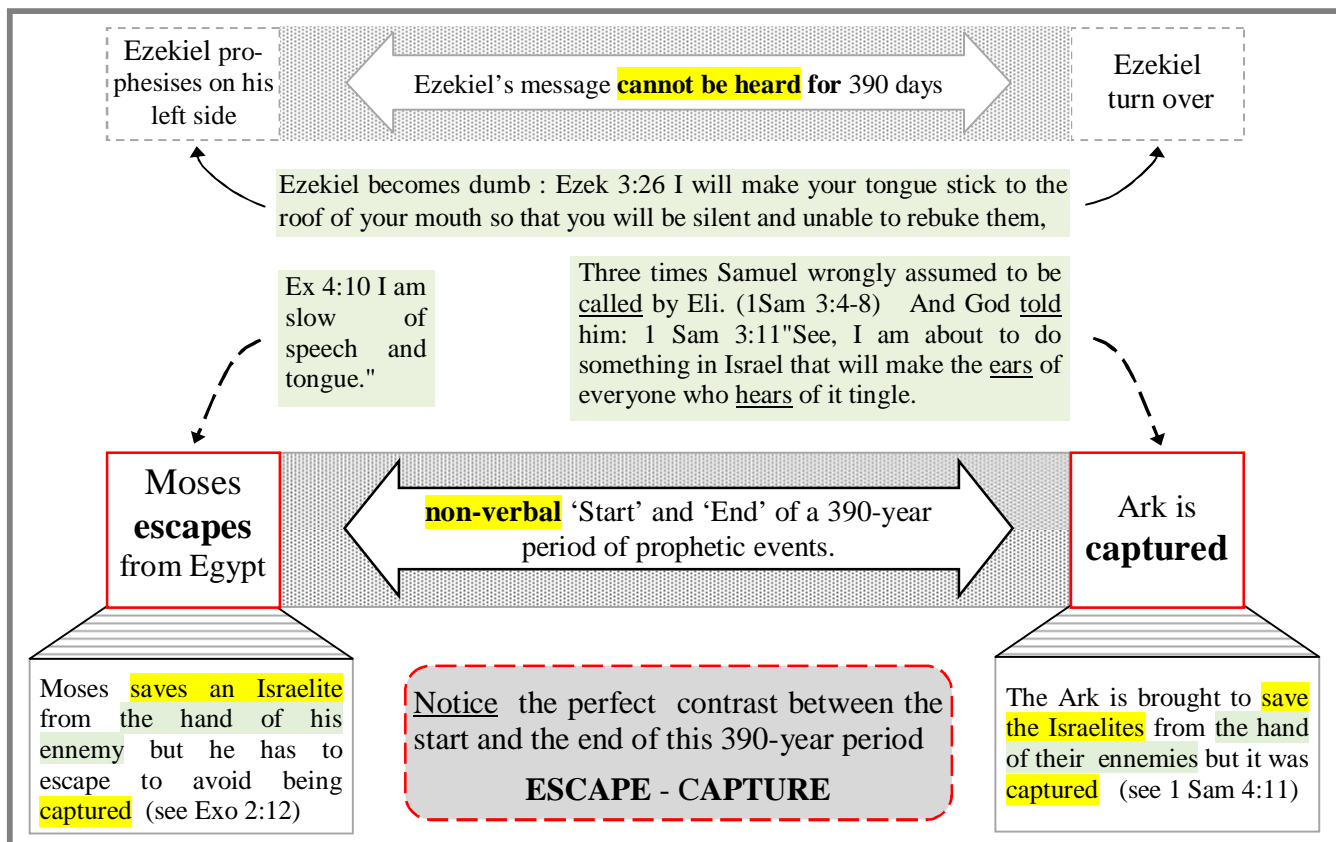 Ezekiel pro-
phesises on his
left side
Ezekiel’s message cannot be heard for 390 days
Ezekiel
turn over
Ezekiel becomes dumb : Ezek 3:26 I will make your tongue stick to the
roof of your mouth so that you will be silent and unable to rebuke them,
Ex 4:10 I am
slow of
speech and
tongue."
Three times Samuel wrongly assumed to be
called by Eli. (1Sam 3:4-8) And God told
him: 1 Sam 3:11"See, I am about to do
something in Israel that will make the ears of
everyone who hears of it tingle.
Moses
escapes
from Egypt
non-verbal ‘Start’ and ‘End’ of a 390-year
period of prophetic events.
Ark is
captured
Moses saves an Israelite
from the hand of his
ennemy but he has to
escape to avoid being
captured (see Exo 2:12)
Notice the perfect contrast between the
start and the end of this 390-year period
ESCAPE - CAPTURE
The Ark is brought to save
the Israelites from the hand
of their ennemies but it was
captured (see 1 Sam 4:11)